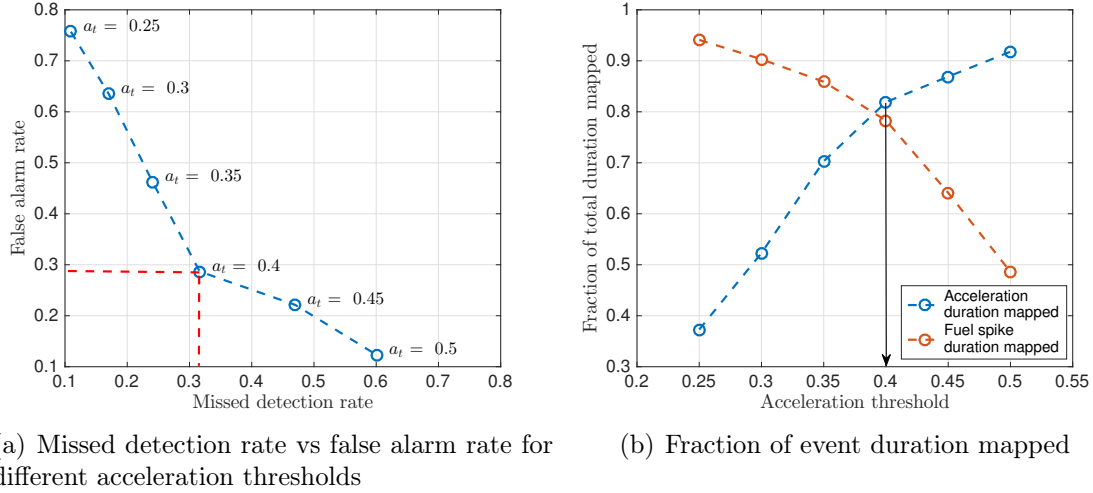 0.8
0.7
0.6
0.5
0.4
0.3
0.2
0.1
False alarm rate
a_t = 0.25
a_t = 0.3
a_t = 0.35
a_t = 0.4
a_t = 0.45
a_t = 0.5
0.1 0.2 0.3 0.4 0.5 0.6 0.7 0.8
Missed detection rate
1
0.9
0.8
0.7
0.6
0.5
0.4
0.3
Fraction of total duration mapped
Acceleration
duration mapped
Fuel spike
duration mapped
0.2 0.25 0.3 0.35 0.4 0.45 0.5 0.55
Acceleration threshold
a) Missed detection rate vs false alarm rate for
different acceleration thresholds
(b) Fraction of event duration mapped